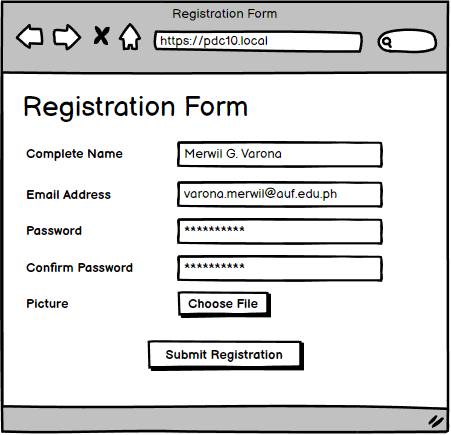 Registration Form
https://pdc10.local
Registration Form
Complete Name Merwil G. Varona
Email Address varona.merwil@auf.edu.ph
Password **********
Confirm Password **********
Picture Choose File
Submit Registration